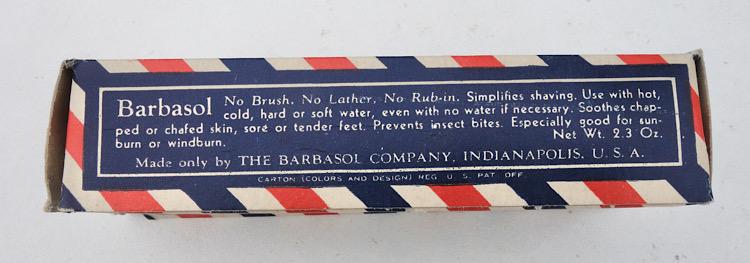 Barbasol No Brush. No Lather. No Rub-in. Simplifies shaving. Use with hot,
cold, hard or soft water, even with no water if necessary. Soothes chap-
ped or chafed skin, sore or tender feet. Prevents insect bites. Especially good for sun-
burn or windburn. Net Wt. 2.3 Oz.
Made only by THE BARBASOL COMPANY, INDIANAPOLIS, U. S. A.
CARTON (COLORS AND DESIGN) REG. U. S. PAT. OFF.